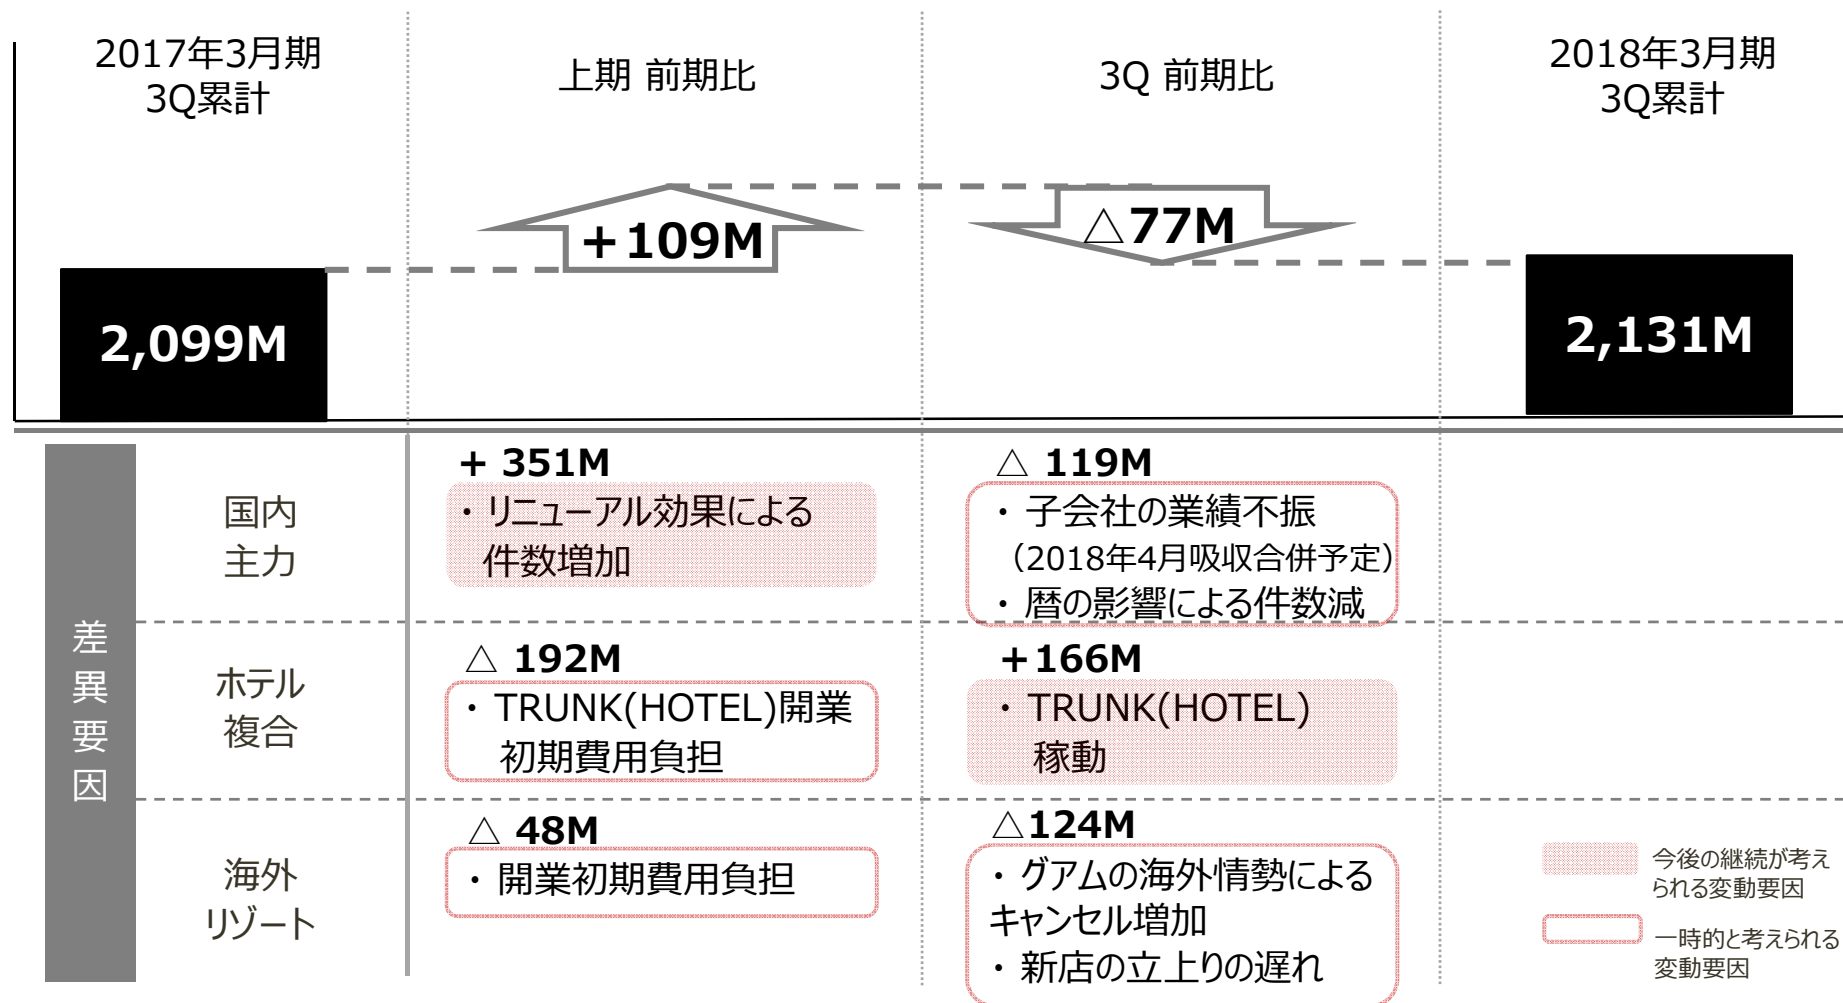 2017年3月期
3Q累計
上期 前期比
3Q 前期比
2018年3月期
3Q累計
+109M
△77M
2,099M
2,131M
差異要因
国内
主力
+ 351M
・リニューアル効果による
件数増加
△ 119M
・子会社の業績不振
（2018年4月吸収合併予定）
・暦の影響による件数減
ホテル
複合
△ 192M
・TRUNK(HOTEL)開業
初期費用負担
+166M
・TRUNK(HOTEL)
稼動
海外
リゾート
△ 48M
・開業初期費用負担
△124M
・グアムの海外情勢による
キャンセル増加
・新店の立上りの遅れ
今後の継続が考え
られる変動要因
一時的と考えられる
変動要因